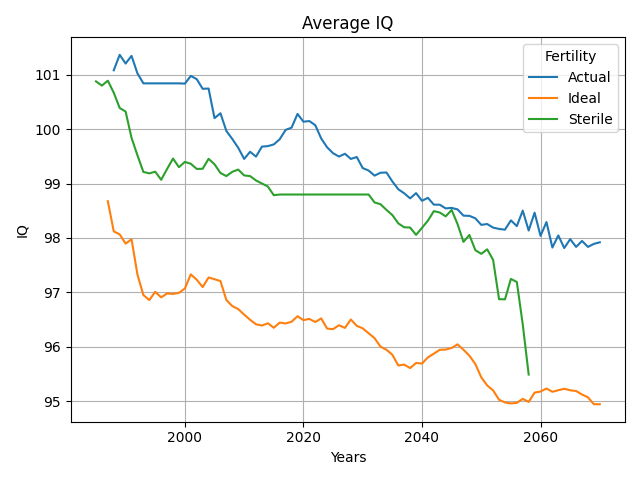 Average IQ
Fertility
Actual
Ideal
Sterile
101
100
99
98
97
96
95
IQ
2000
2020
2040
2060
Years